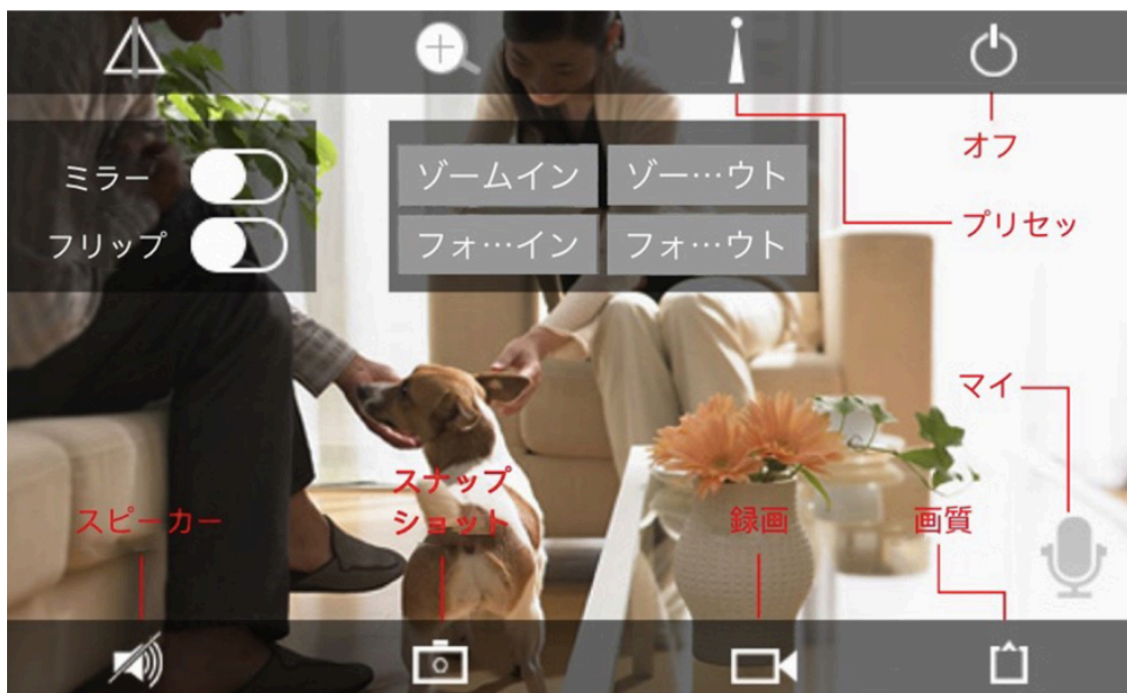 オフ
ミラー
ゾームイン ゾー…ウト
プリセッ
フリップ
フォ…イン フォ…ウト
マイ
スナップ
ショット
スピーカー
録画
画質